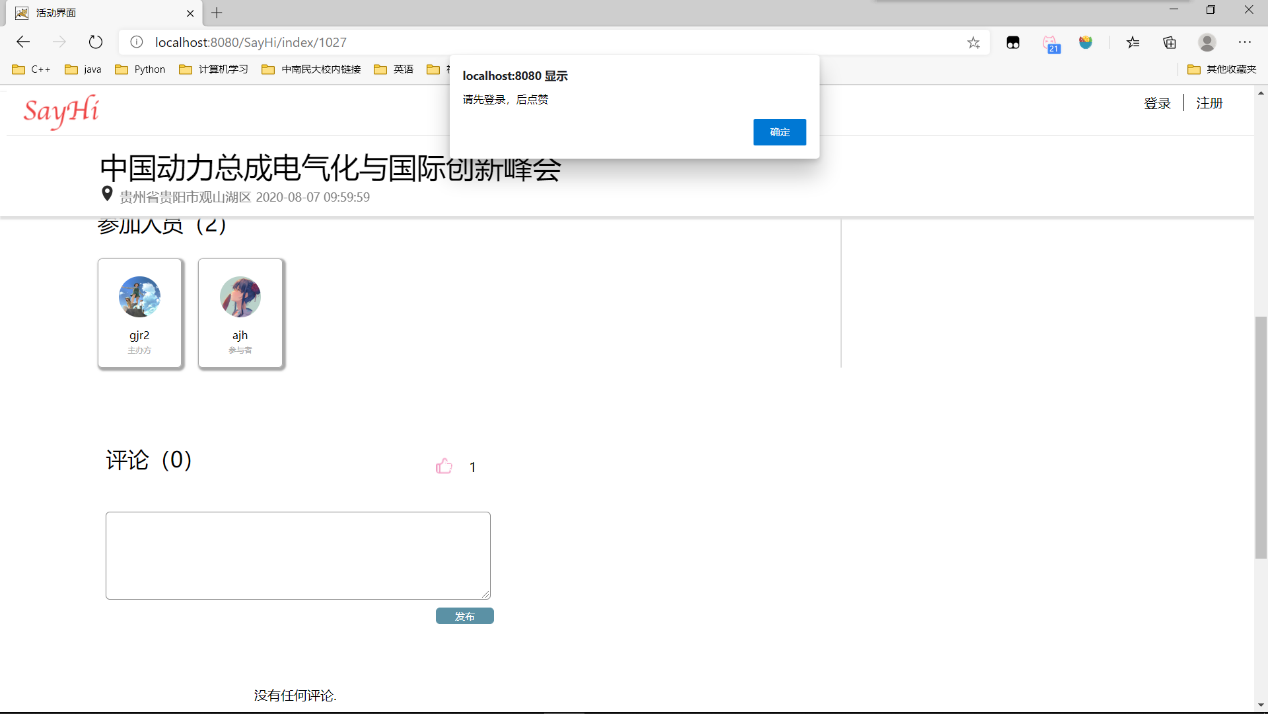 活动界面
localhost:8080/SayHi/index/1027
21
C++ java Python 计算机学习 中南民大校内链接 英语 其他收藏夹
localhost:8080 显示
请先登录，后点赞
确定
SayHi
登录 注册
中国动力总成电气化与国际创新峰会
贵州省贵阳市观山湖区 2020-08-07 09:59:59
参加人员（2）
gjr2 ajh
主办方 参与者
评论（0）
1
发布
没有任何评论.